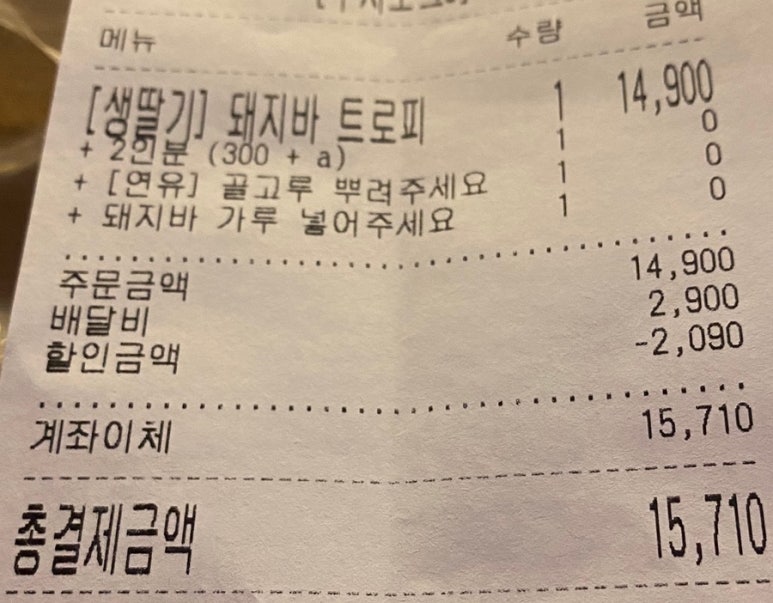 메뉴 수량 금액
[생딸기] 돼지바 트로피 1 14,900
+ 2인분 (300 + a) 1 0
+ [연유] 골고루 뿌려주세요 1 0
+ 돼지바 가루 넣어주세요 1 0
주문금액 14,900
배달비 2,900
할인금액 -2,090
계좌이체 15,710
총결제금액 15,710